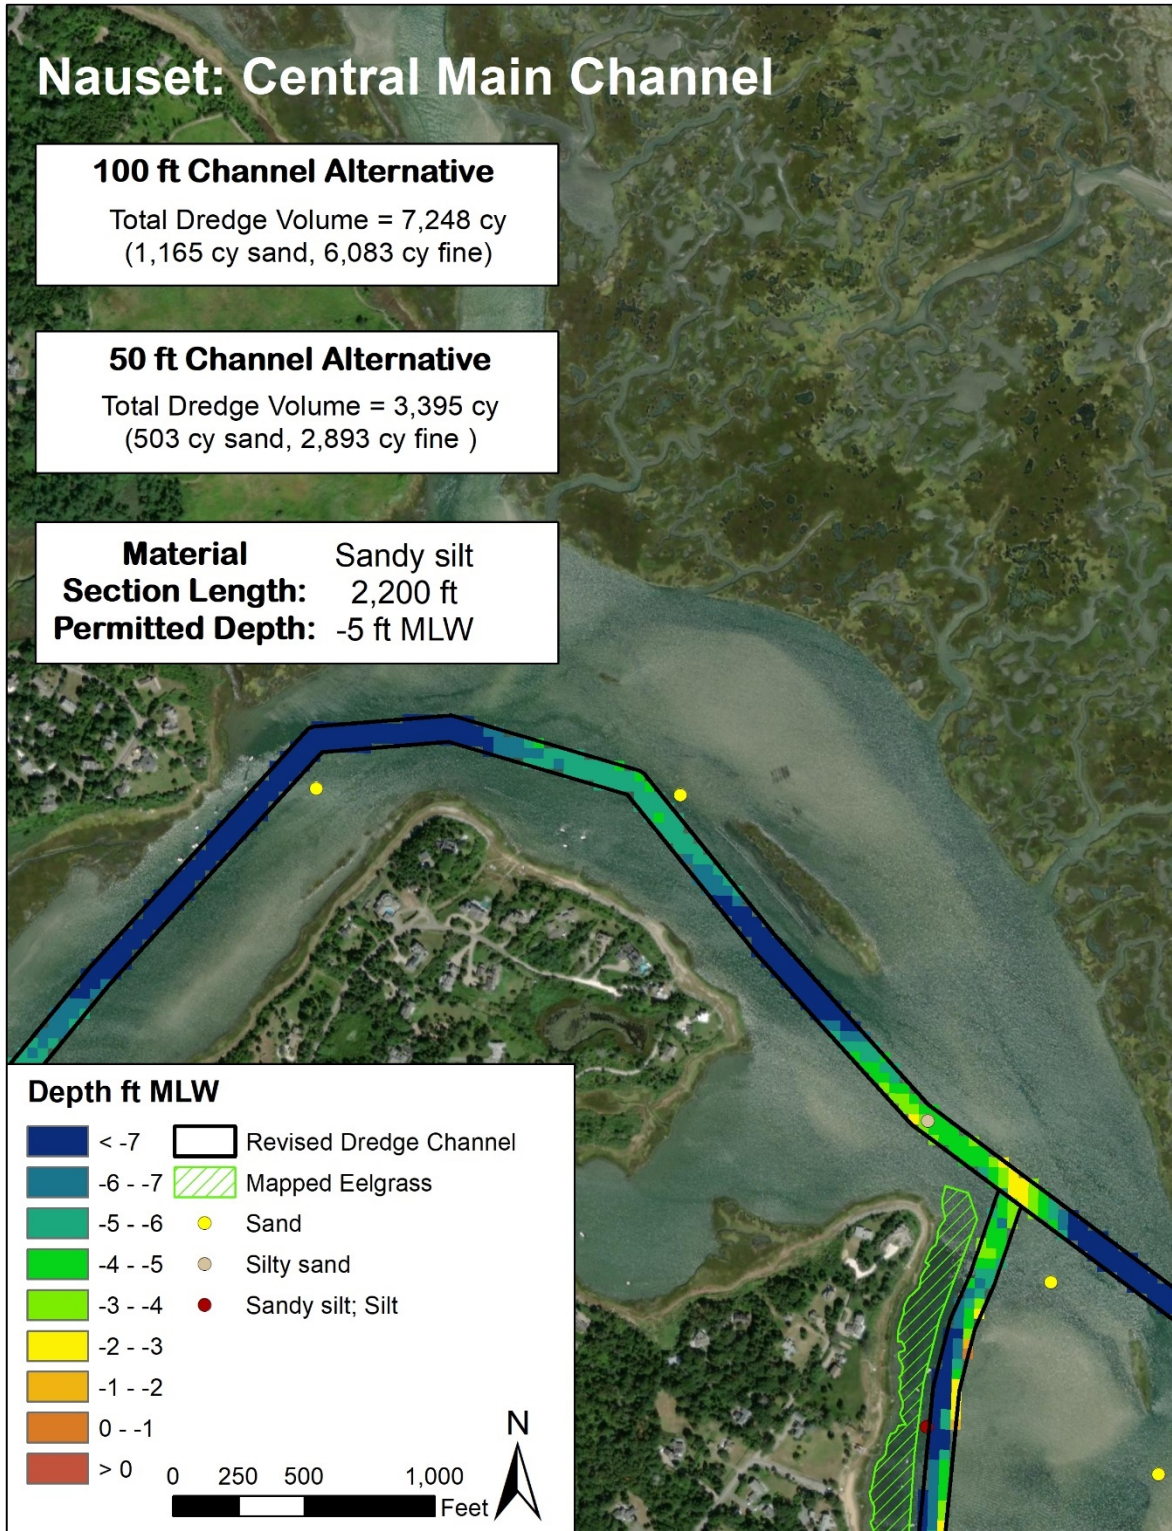 Nauset: Central Main Channel
100 ft Channel Alternative
Total Dredge Volume = 7,248 cy
(1,165 cy sand, 6,083 cy fine)
50 ft Channel Alternative
Total Dredge Volume = 3,395 cy
(503 cy sand, 2,893 cy fine )
Material Sandy silt
Section Length: 2,200 ft
Permitted Depth: -5 ft MLW
Depth ft MLW
< -7 Revised Dredge Channel
-6 - -7 Mapped Eelgrass
-5 - -6 Sand
-4 - -5 Silty sand
-3 - -4 Sandy silt; Silt
-2 - -3
-1 - -2
0 - -1
> 0
N
0 250 500 1,000
Feet